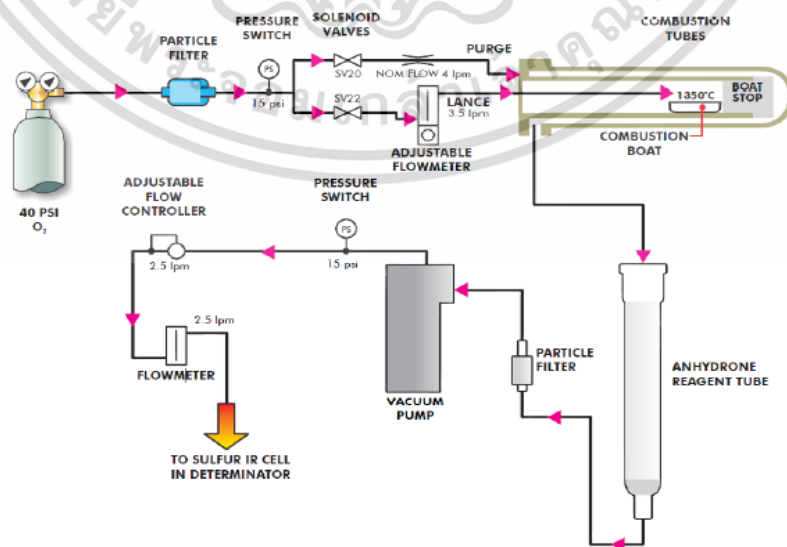 PARTICLE
FILTER
PRESSURE
SWITCH
SOLENOID
VALVES
COMBUSTION
TUBES
PS
15 psi
SV20
NOM FLOW 4 lpm
PURGE
SV22
LANCE
3.5 lpm
1350°C
BOAT
STOP
ADJUSTABLE
FLOWMETER
COMBUSTION
BOAT
40 PSI
O₂
ADJUSTABLE
FLOW
CONTROLLER
2.5 lpm
PRESSURE
SWITCH
PS
15 psi
2.5 lpm
FLOWMETER
VACUUM
PUMP
PARTICLE
FILTER
ANHYDRONE
REAGENT TUBE
TO SULFUR IR CELL
IN DETERMINATOR